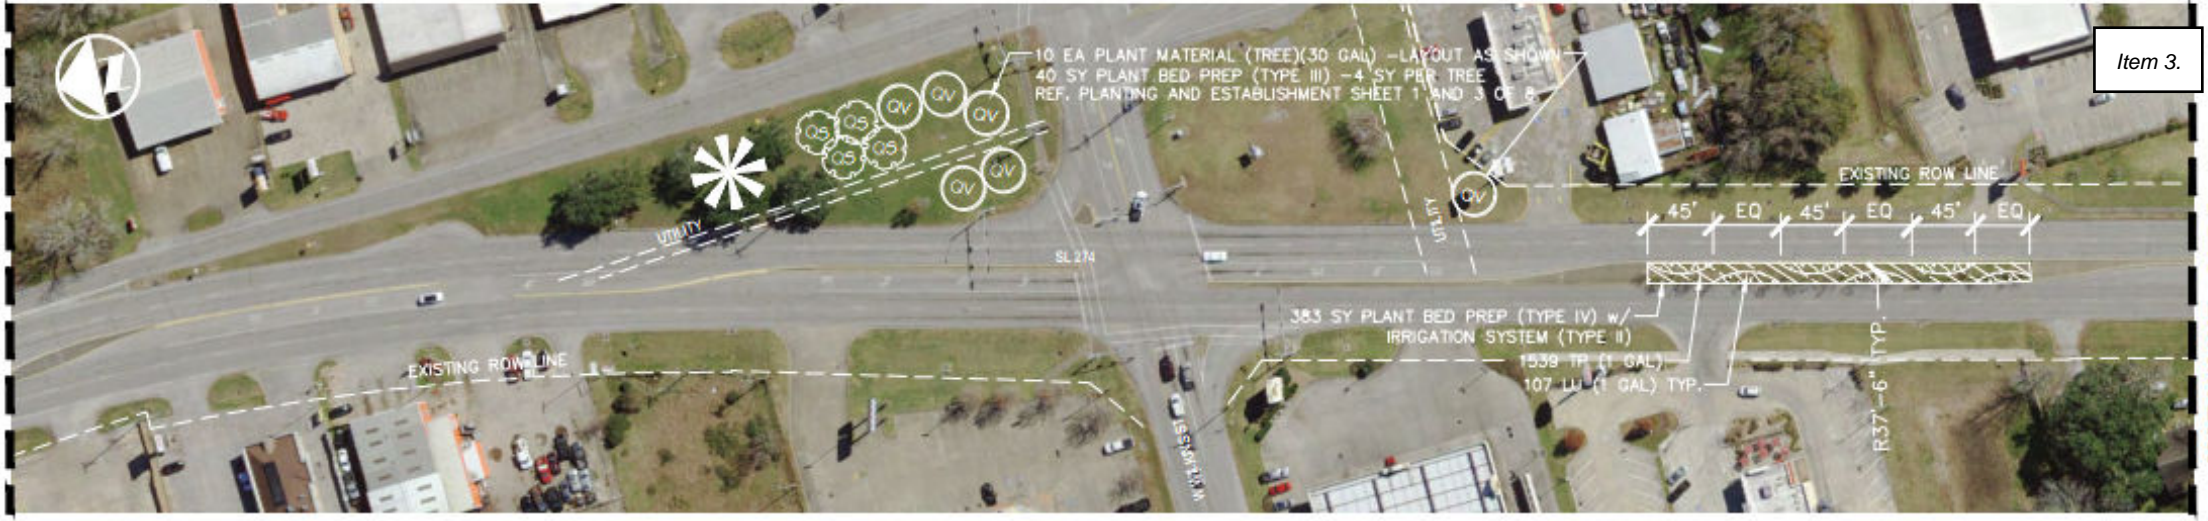 Item 3.
10 EA PLANT MATERIAL (TREE)(30 GAL) -LAYOUT AS SHOWN
40 SY PLANT BED PREP (TYPE III) -4 SY PER TREE
REF. PLANTING AND ESTABLISHMENT SHEET 1 AND 3 OF 8
QS
QS
QV
QV
QV
QS
QS
QV
QV
QV
EXISTING ROW LINE
45' EQ 45' EQ 45' EQ
UTILITY
UTILITY
SL 274
383 SY PLANT BED PREP (TYPE IV) w/
IRRIGATION SYSTEM (TYPE II)
1539 TR (1 GAL)
107 LU (1 GAL) TYP.
R37'-6" TYP.
EXISTING ROW LINE